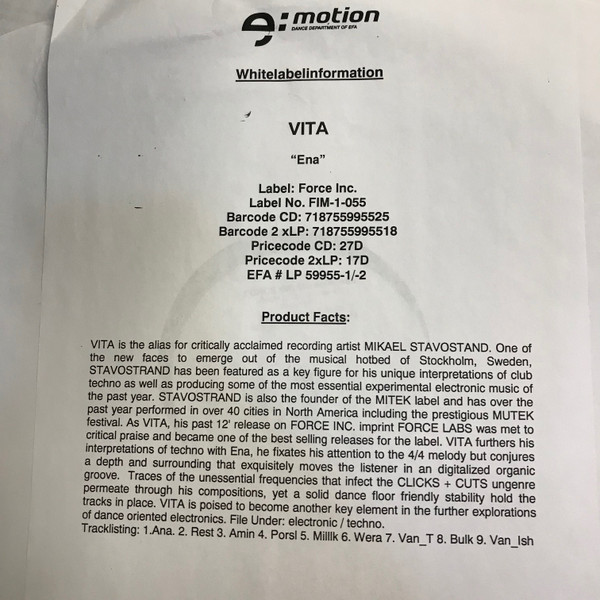 e: motion
DANCE DEPARTMENT OF EFA
Whitelabelinformation
VITA
“Ena”
Label: Force Inc.
Label No. FIM-1-055
Barcode CD: 718755995525
Barcode 2 xLP: 718755995518
Pricecode CD: 27D
Pricecode 2xLP: 17D
EFA # LP 59955-1/-2
Product Facts:
VITA is the alias for critically acclaimed recording artist MIKAEL STAVOSTAND. One of
the new faces to emerge out of the musical hotbed of Stockholm, Sweden,
STAVOSTRAND has been featured as a key figure for his unique interpretations of club
techno as well as producing some of the most essential experimental electronic music of
the past year. STAVOSTRAND is also the founder of the MITEK label and has over the
past year performed in over 40 cities in North America including the prestigious MUTEK
festival. As VITA, his past 12' release on FORCE INC. imprint FORCE LABS was met to
critical praise and became one of the best selling releases for the label. VITA furthers his
interpretations of techno with Ena, he fixates his attention to the 4/4 melody but conjures
a depth and surrounding that exquisitely moves the listener in an digitalized organic
groove. Traces of the unessential frequencies that infect the CLICKS + CUTS ungenre
permeate through his compositions, yet a solid dance floor friendly stability hold the
tracks in place. VITA is poised to become another key element in the further explorations
of dance oriented electronics. File Under: electronic / techno.
Tracklisting: 1.Ana. 2. Rest 3. Amin 4. Porsl 5. Milllk 6. Wera 7. Van_T 8. Bulk 9. Van_Ish